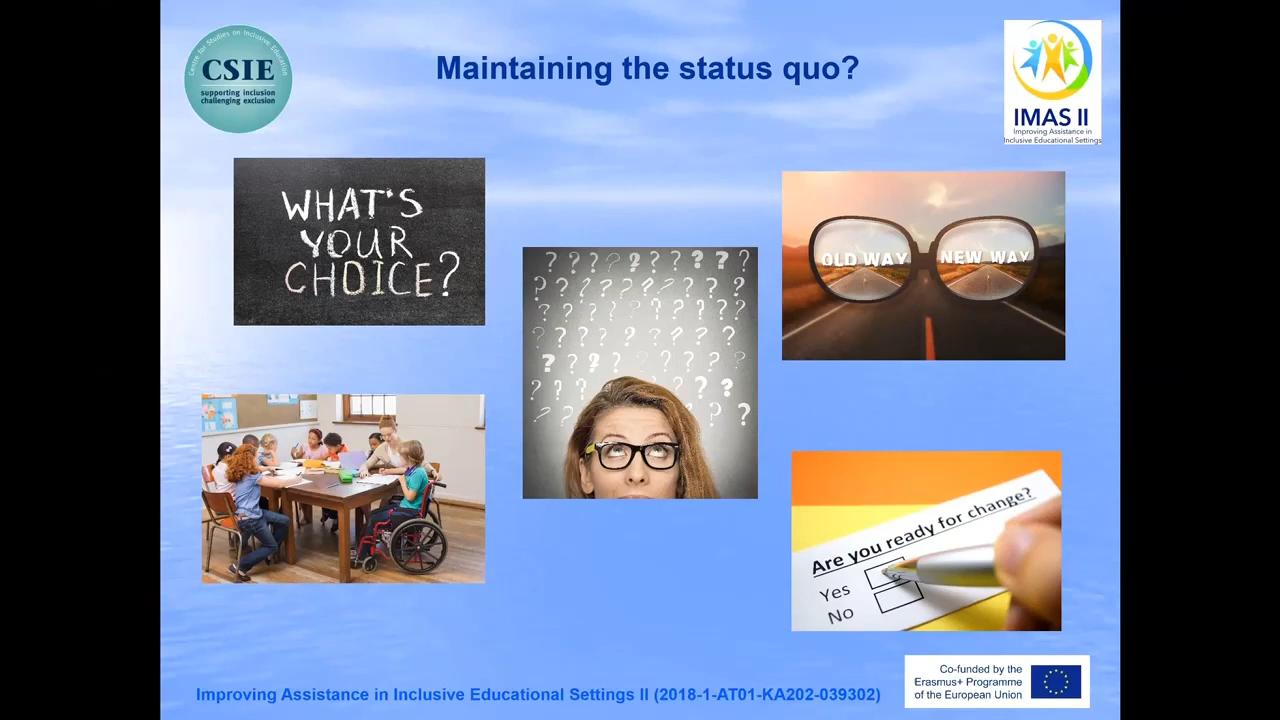 Centre for Studies on Inclusive Education
CSIE
supporting inclusion
challenging exclusion
Maintaining the status quo?
IMAS II
Improving Assistance in
Inclusive Educational Settings
WHAT'S
YOUR
CHOICE?
OLD WAY
NEW WAY
? ? ? ? ? ? ? ? ? ?
Are you ready for change?
Yes
No
Improving Assistance in Inclusive Educational Settings II (2018-1-AT01-KA202-039302)
Co-funded by the
Erasmus+ Programme
of the European Union